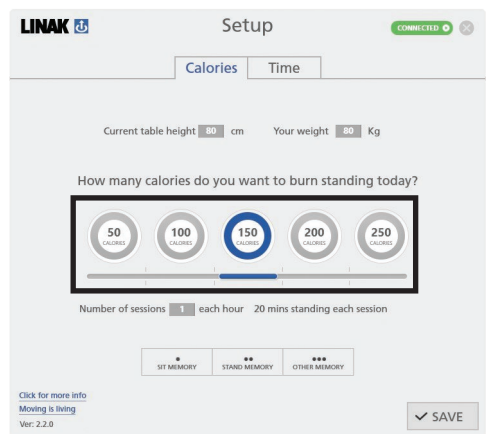 LINAK
Setup
CONNECTED
Calories Time
Current table height 80 cm Your weight 80 Kg
How many calories do you want to burn standing today?
50 100 150 200 250
CALORIES CALORIES CALORIES CALORIES CALORIES
Number of sessions 1 each hour 20 mins standing each session
SIT MEMORY STAND MEMORY OTHER MEMORY
Click for more info
Moving is living
Ver: 2.2.0
SAVE